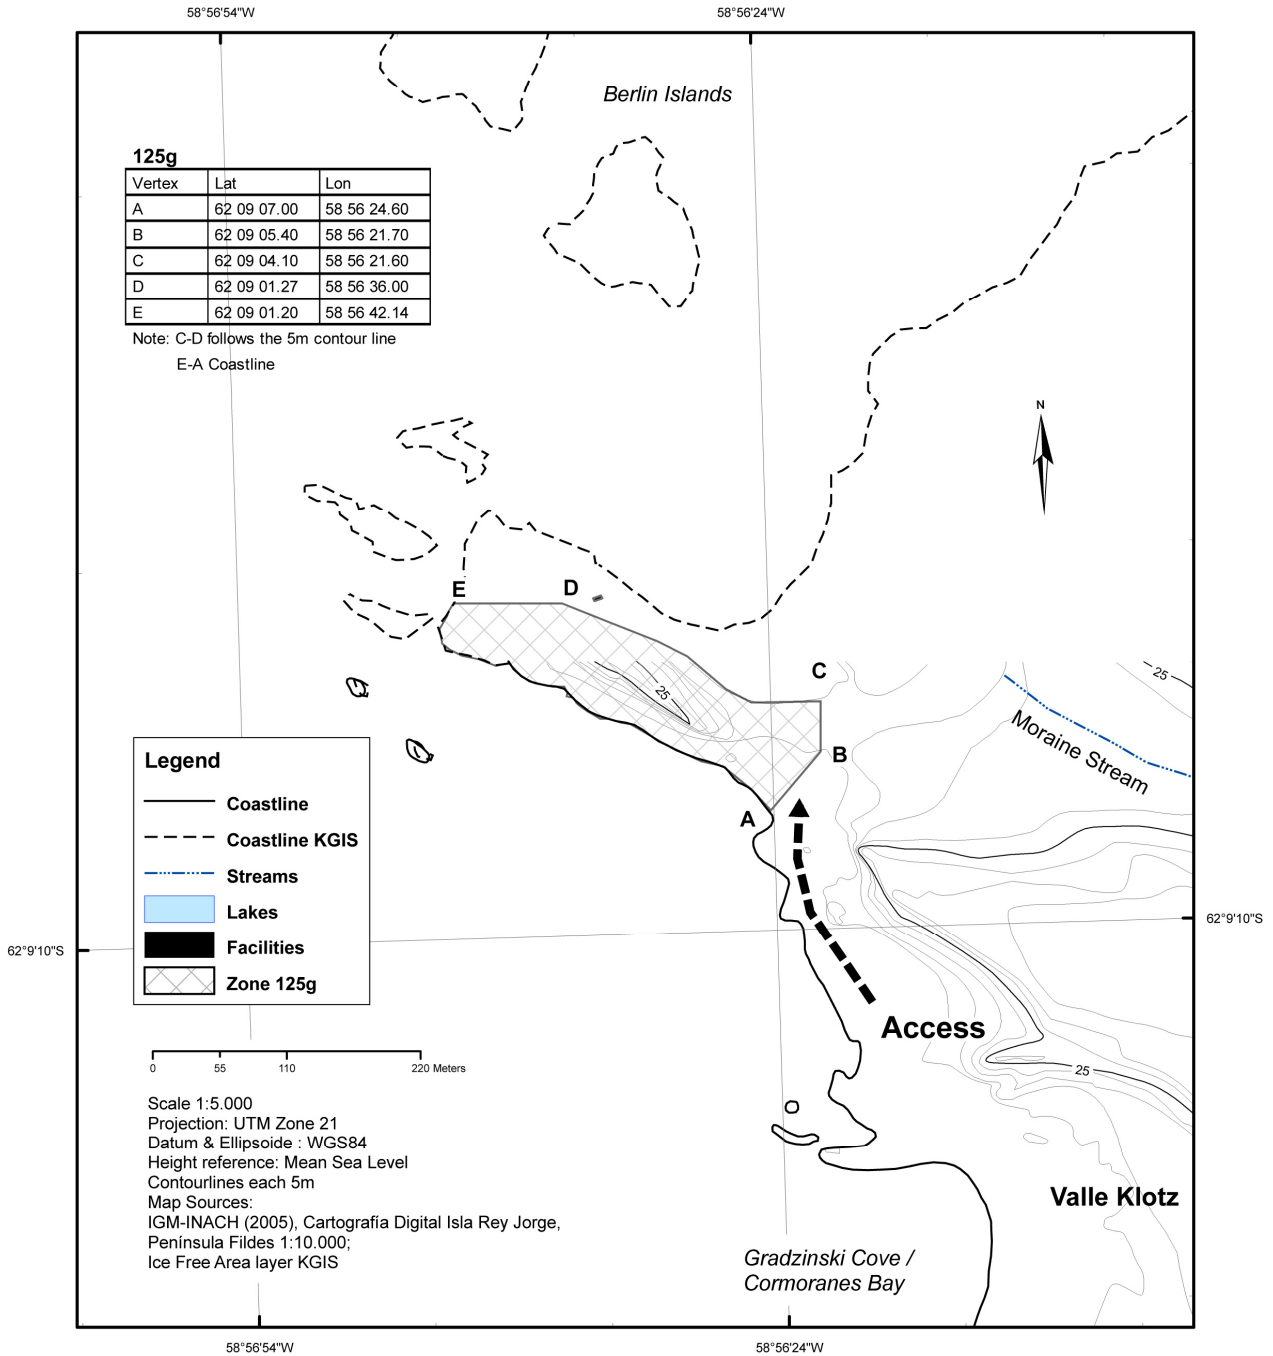 58°56'54"W
58°56'24"W
Berlin Islands
125g
Vertex Lat Lon
A 62 09 07.00 58 56 24.60
B 62 09 05.40 58 56 21.70
C 62 09 04.10 58 56 21.60
D 62 09 01.27 58 56 36.00
E 62 09 01.20 58 56 42.14
Note: C-D follows the 5m contour line
E-A Coastline
N
E
D
C
25
25
Moraine Stream
B
A
Legend
Coastline
Coastline KGIS
Streams
Lakes
Facilities
Zone 125g
62°9'10"S
62°9'10"S
Access
0 55 110 220 Meters
25
Scale 1:5.000
Projection: UTM Zone 21
Datum & Ellipsoide : WGS84
Height reference: Mean Sea Level
Contourlines each 5m
Map Sources:
IGM-INACH (2005), Cartografía Digital Isla Rey Jorge,
Península Fildes 1:10.000;
Ice Free Area layer KGIS
Valle Klotz
Gradzinski Cove /
Cormoranes Bay
58°56'54"W
58°56'24"W